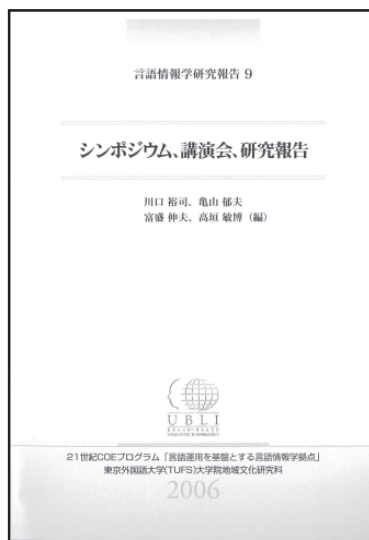 言語情報学研究報告 9
シンポジウム、講演会、研究報告
川口 裕司、亀山 郁夫
富盛 伸夫、高垣 敏博（編）
UBLI
USAGE-BASED
LINGUISTIC INFORMATICS
21世紀COEプログラム「言語運用を基盤とする言語情報学拠点」
東京外国語大学(TUFS)大学院地域文化研究科
2006